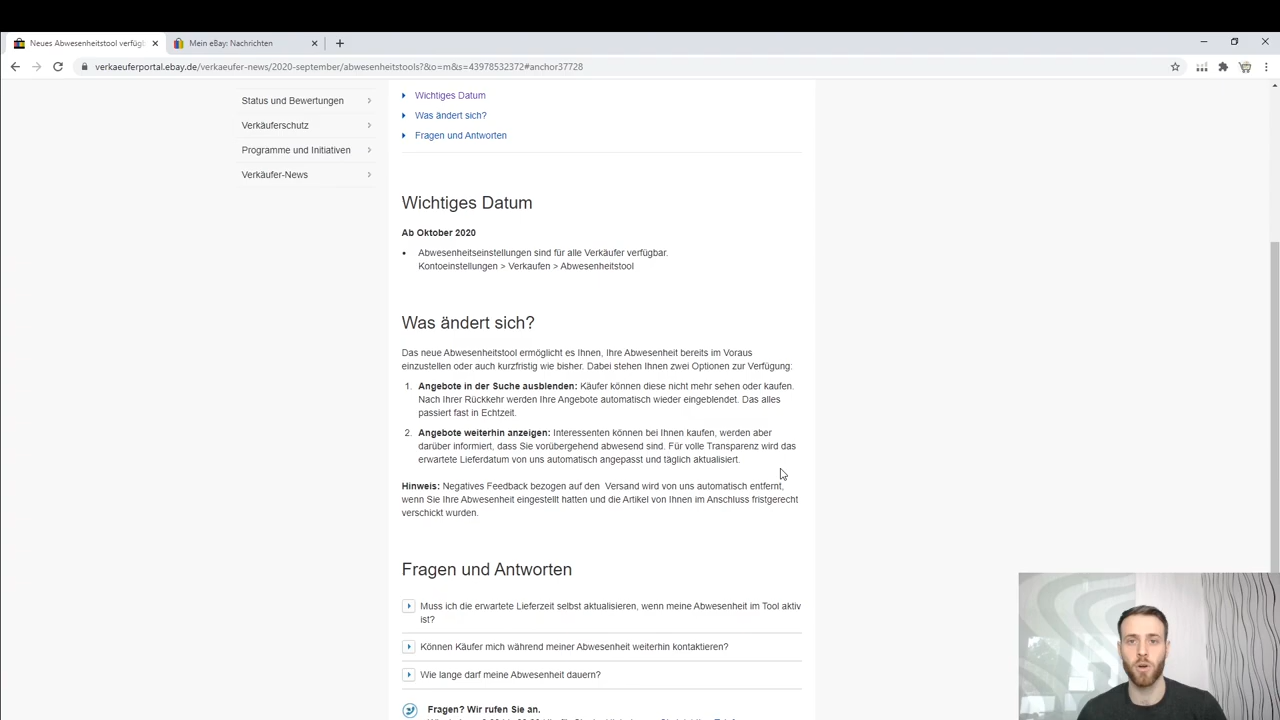 Neues Abwesenheitstool verfügb
Mein eBay: Nachrichten
verkaeuferportal.ebay.de/verkaeufer-news/2020-september/abwesenheitstools?&o=m&s=43978532372#anchor37728
Status und Bewertungen
Verkäuferschutz
Programme und Initiativen
Verkäufer-News
Wichtiges Datum
Was ändert sich?
Fragen und Antworten
Wichtiges Datum
Ab Oktober 2020
• Abwesenheitseinstellungen sind für alle Verkäufer verfügbar.
Kontoeinstellungen > Verkaufen > Abwesenheitstool
Was ändert sich?
Das neue Abwesenheitstool ermöglicht es Ihnen, Ihre Abwesenheit bereits im Voraus
einzustellen oder auch kurzfristig wie bisher. Dabei stehen Ihnen zwei Optionen zur Verfügung:
1. Angebote in der Suche ausblenden: Käufer können diese nicht mehr sehen oder kaufen.
Nach Ihrer Rückkehr werden Ihre Angebote automatisch wieder eingeblendet. Das alles
passiert fast in Echtzeit.
2. Angebote weiterhin anzeigen: Interessenten können bei Ihnen kaufen, werden aber
darüber informiert, dass Sie vorübergehend abwesend sind. Für volle Transparenz wird das
erwartete Lieferdatum von uns automatisch angepasst und täglich aktualisiert.
Hinweis: Negatives Feedback bezogen auf den Versand wird von uns automatisch entfernt,
wenn Sie Ihre Abwesenheit eingestellt hatten und die Artikel von Ihnen im Anschluss fristgerecht
verschickt wurden.
Fragen und Antworten
Muss ich die erwartete Lieferzeit selbst aktualisieren, wenn meine Abwesenheit im Tool aktiv
ist?
Können Käufer mich während meiner Abwesenheit weiterhin kontaktieren?
Wie lange darf meine Abwesenheit dauern?
Fragen? Wir rufen Sie an.